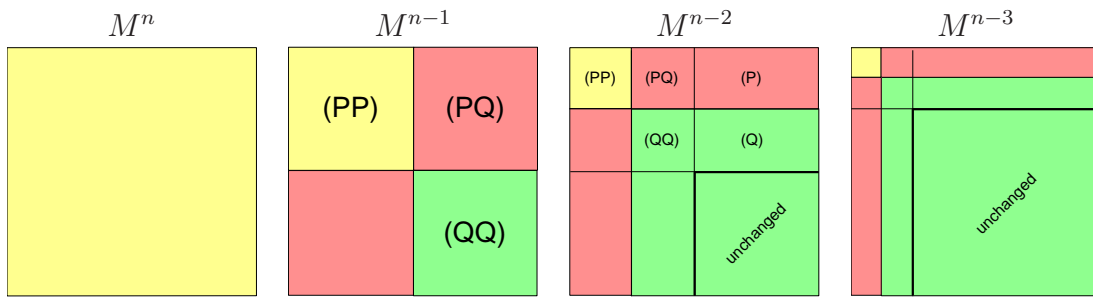 M^n M^{n-1} M^{n-2} M^{n-3}
(PP) (PQ)
(QQ)
(PP) (PQ) (P)
(QQ) (Q)
unchanged
unchanged